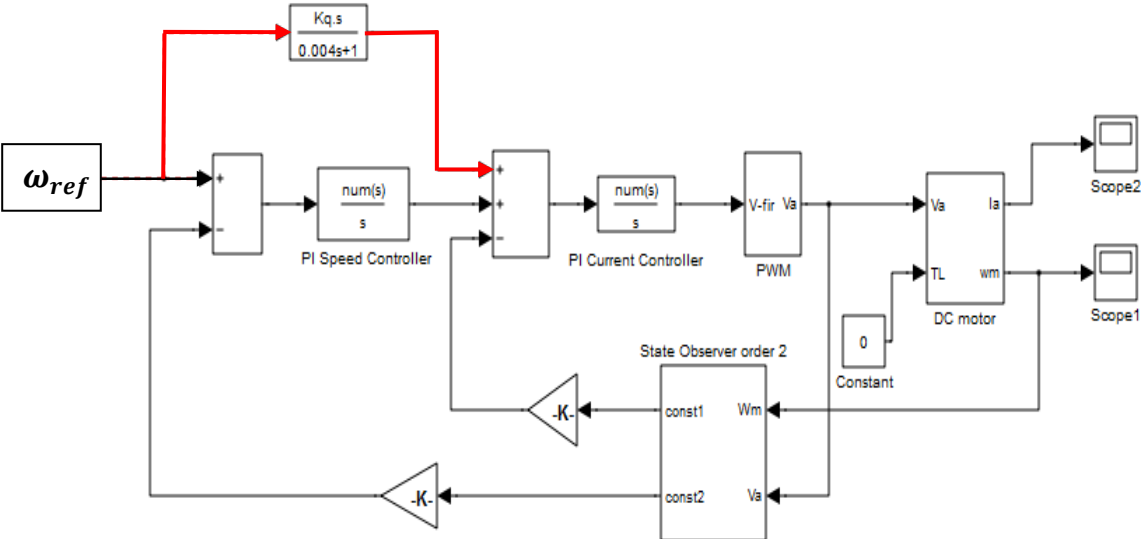 Kq.s
0.004s+1
ω_ref
+
−
num(s)
s
PI Speed Controller
+
+
−
num(s)
s
PI Current Controller
V-fir Va
PWM
Va Ia
TL wm
DC motor
Scope2
Scope1
0
Constant
State Observer order 2
const1 Wm
const2 Va
-K-
-K-